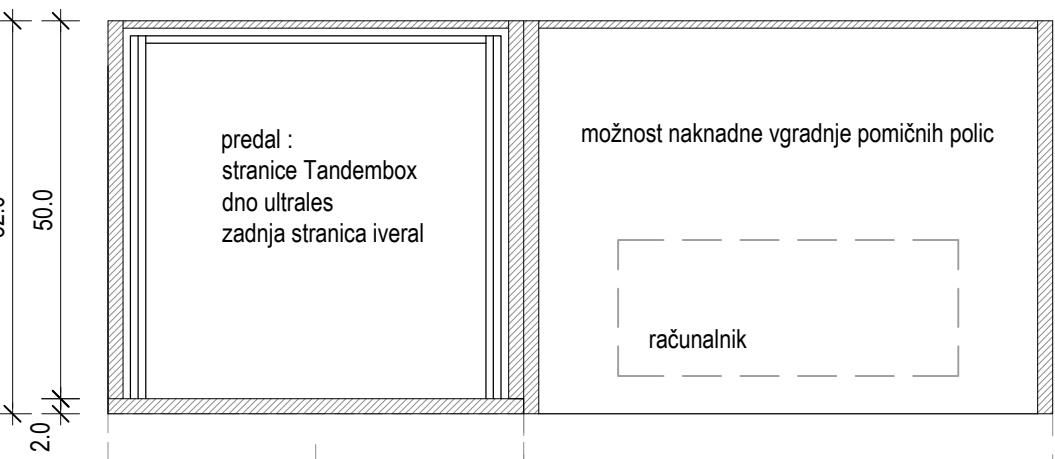 predal :
stranice Tandembox
dno ultrales
zadnja stranica iveral
možnost naknadne vgradnje pomičnih polic
računalnik
50.0
2.0